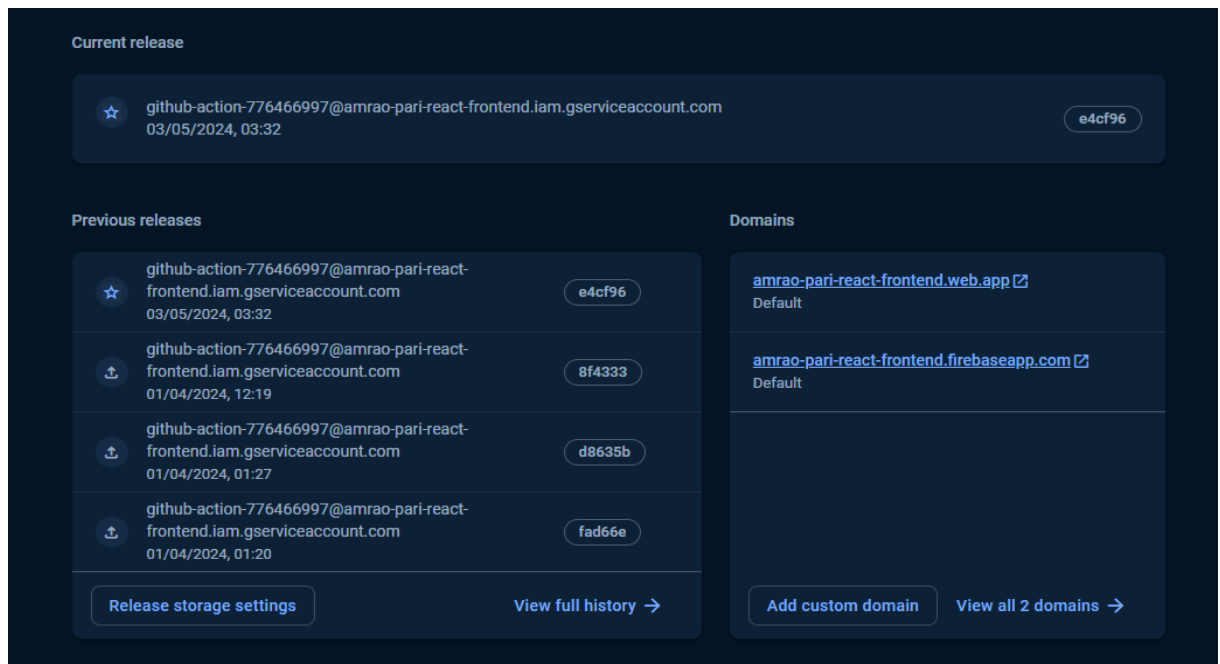 Current release
github-action-776466997@amrao-pari-react-frontend.iam.gserviceaccount.com
03/05/2024, 03:32
e4cf96
Previous releases
github-action-776466997@amrao-pari-react-
frontend.iam.gserviceaccount.com
03/05/2024, 03:32
e4cf96
github-action-776466997@amrao-pari-react-
frontend.iam.gserviceaccount.com
01/04/2024, 12:19
8f4333
github-action-776466997@amrao-pari-react-
frontend.iam.gserviceaccount.com
01/04/2024, 01:27
d8635b
github-action-776466997@amrao-pari-react-
frontend.iam.gserviceaccount.com
01/04/2024, 01:20
fad66e
Release storage settings
View full history
Domains
amrao-pari-react-frontend.web.app
Default
amrao-pari-react-frontend.firebaseapp.com
Default
Add custom domain
View all 2 domains